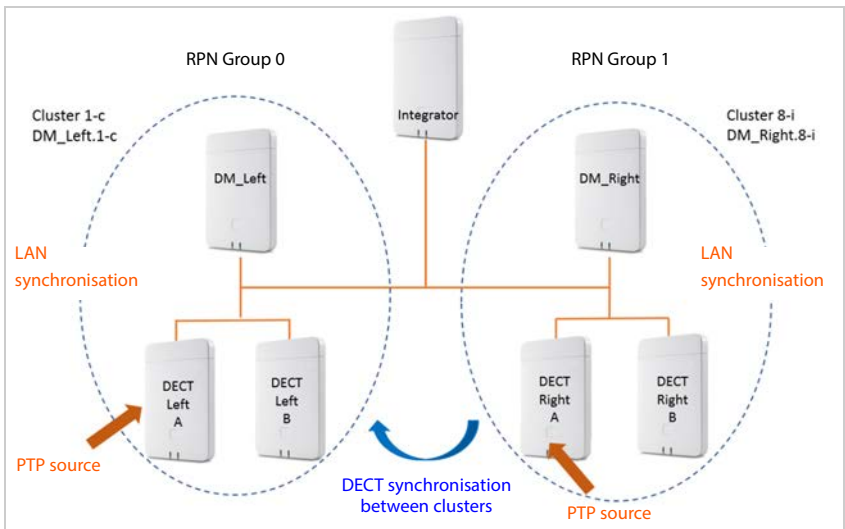 RPN Group 0
RPN Group 1
Integrator
Cluster 1-c
DM_Left.1-c
Cluster 8-i
DM_Right.8-i
DM_Left
DM_Right
LAN
synchronisation
LAN
synchronisation
DECT
Left
A
DECT
Left
B
DECT
Right
A
DECT
Right
B
PTP source
DECT synchronisation
between clusters
PTP source